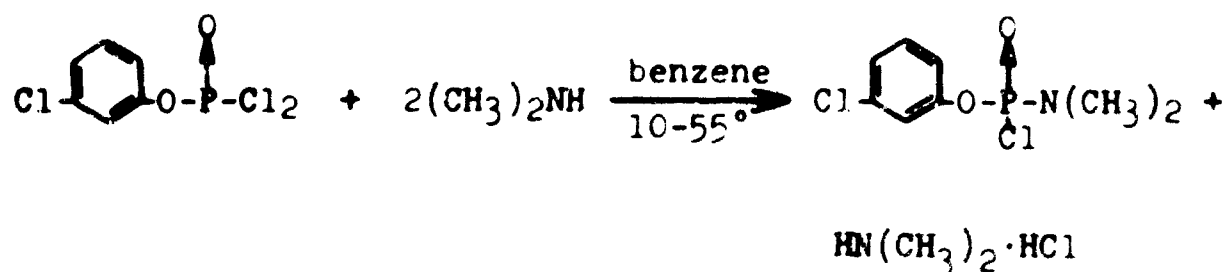 O O
Cl-O-P-Cl₂ + 2(CH₃)₂NH benzene 10-55° Cl-O-P-N(CH₃)₂ +
Cl
HN(CH₃)₂·HCl